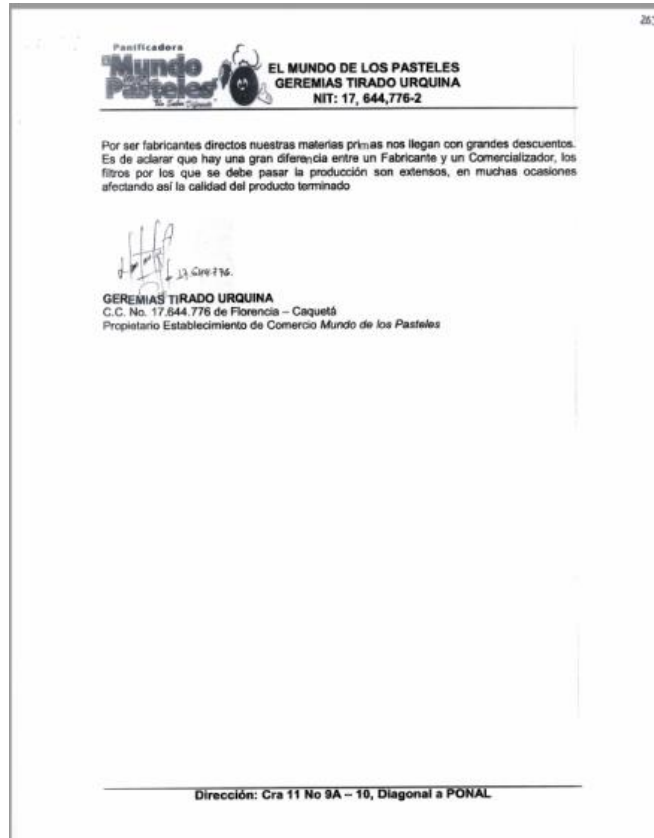 Panificadora
El Mundo de los Pasteles
"Un Sabor Diferente"
EL MUNDO DE LOS PASTELES
GEREMIAS TIRADO URQUINA
NIT: 17, 644,776-2
Por ser fabricantes directos nuestras materias primas nos llegan con grandes descuentos.
Es de aclarar que hay una gran diferencia entre un Fabricante y un Comercializador, los
filtros por los que se debe pasar la producción son extensos, en muchas ocasiones
afectando así la calidad del producto terminado
17.644.776.
GEREMIAS TIRADO URQUINA
C.C. No. 17.644.776 de Florencia – Caquetá
Propietario Establecimiento de Comercio Mundo de los Pasteles
Dirección: Cra 11 No 9A – 10, Diagonal a PONAL